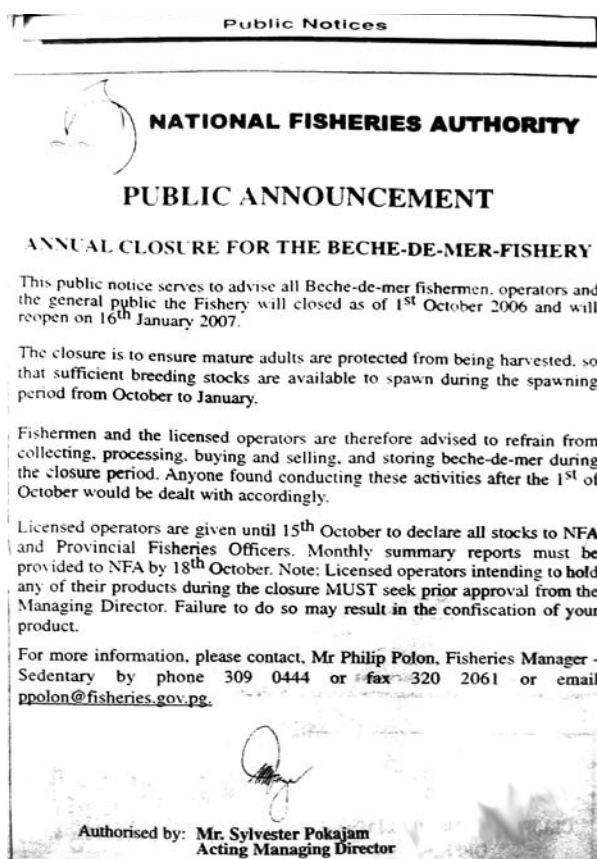 Public Notices
NATIONAL FISHERIES AUTHORITY
PUBLIC ANNOUNCEMENT
ANNUAL CLOSURE FOR THE BECHE-DE-MER-FISHERY
This public notice serves to advise all Beche-de-mer fishermen, operators and
the general public the Fishery will closed as of 1st October 2006 and will
reopen on 16th January 2007.
The closure is to ensure mature adults are protected from being harvested, so
that sufficient breeding stocks are available to spawn during the spawning
period from October to January.
Fishermen and the licensed operators are therefore advised to refrain from
collecting, processing, buying and selling, and storing beche-de-mer during
the closure period. Anyone found conducting these activities after the 1st of
October would be dealt with accordingly.
Licensed operators are given until 15th October to declare all stocks to NFA
and Provincial Fisheries Officers. Monthly summary reports must be
provided to NFA by 18th October. Note: Licensed operators intending to hold
any of their products during the closure MUST seek prior approval from the
Managing Director. Failure to do so may result in the confiscation of your
product.
For more information, please contact, Mr Philip Polon, Fisheries Manager -
Sedentary by phone 309 0444 or fax 320 2061 or email
ppolon@fisheries.gov.pg.
Authorised by: Mr. Sylvester Pokajam
Acting Managing Director